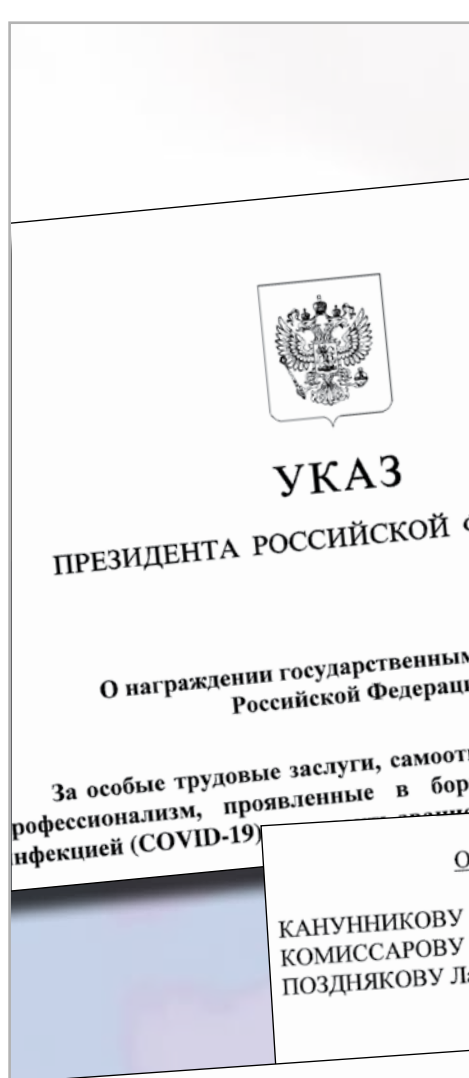 УКАЗ
ПРЕЗИДЕНТА РОССИЙСКОЙ
О награждении государственным
Российской Федерац
За особые трудовые заслуги, самоот
рофессионализм, проявленные в бор
нфекцией (COVID-19)
О
КАНУННИКОВУ
КОМИССАРОВУ
ПОЗДНЯКОВУ Ла